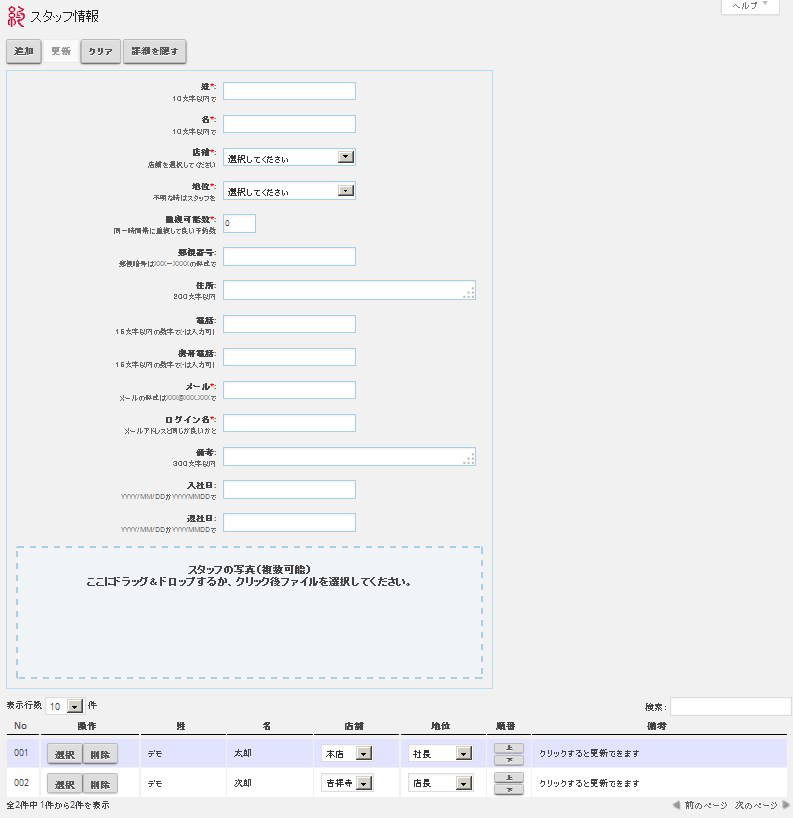 ヘルプ
スタッフ情報
追加 更新 クリア 詳細を隠す
姓*:
10文字以内で
名*:
10文字以内で
店舗*: 選択してください
店舗を選択してください
地位*: 選択してください
不明な時はスタッフを
重複可能数*: 0
同一時間帯に重複して良い予約数
郵便番号:
郵便番号はXXX-XXXXの形式で
住所:
200文字以内
電話:
15文字以内の数字で(-は入力可)
携帯電話:
15文字以内の数字で(-は入力可)
メール*:
メールの形式はXXX@XXX.XXXで
ログイン名*:
メールアドレスと同じが良いかと
備考:
300文字以内
入社日:
YYYY/MM/DDかYYYYMMDDで
退社日:
YYYY/MM/DDかYYYYMMDDで
スタッフの写真(複数可能)
ここにドラッグ&ドロップするか、クリック後ファイルを選択してください。
表示行数 10 件 検索:
No 操作 姓 名 店舗 地位 順番 備考
001 選択 削除 デモ 太郎 本店 社長 上 下 クリックすると更新できます
002 選択 削除 デモ 次郎 吉祥寺 店長 上 下 クリックすると更新できます
全2件中 1件から2件を表示 前のページ 次のページ